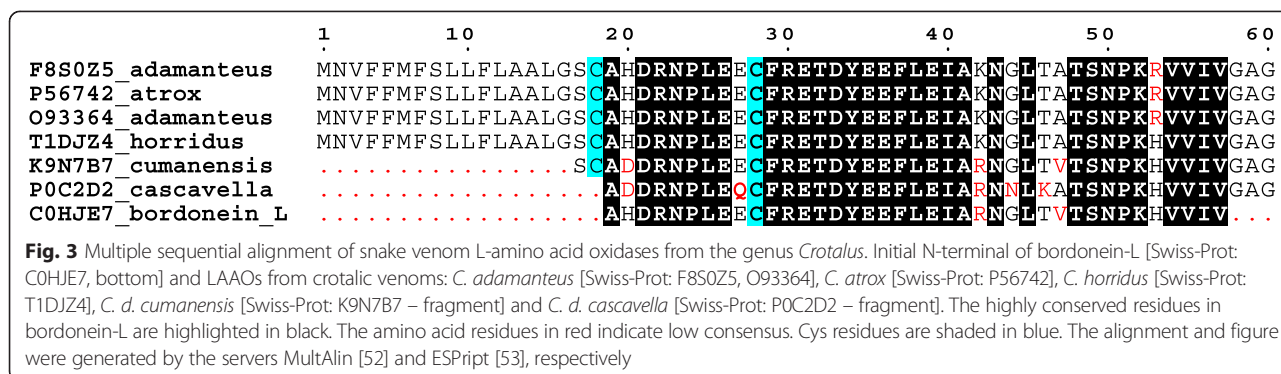 1 10 20 30 40 50 60
F8S0Z5_adamanteus MNVFFMFSLLFLAALGSCAHDRNPLEECFRETDYEEFLEIAKNGLTATSNPKRVVIVGAG
P56742_atrox MNVFFMFSLLFLAALGSCAHDRNPLEECFRETDYEEFLEIAKNGLTATSNPKRVVIVGAG
O93364_adamanteus MNVFFMFSLLFLAALGSCAHDRNPLEECFRETDYEEFLEIAKNGLTATSNPKRVVIVGAG
T1DJZ4_horridus MNVFFMFSLLFLAALGSCAHDRNPLEECFRETDYEEFLEIAKNGLTATSNPKHVVIVGAG
K9N7B7_cumanensis ................SCADDRNPLEECFRETDYEEFLEIARNGLTVTSNPKHVVIVGAG
P0C2D2_cascavella ..................ADDRNPLEQCFRETDYEEFLEIARNNLKATSNPKHVVIVGAG
C0HJE7_bordonein_L ..................AHDRNPLEECFRETDYEEFLEIARNGLTVTSNPKHVVIV...
Fig. 3 Multiple sequential alignment of snake venom L-amino acid oxidases from the genus Crotalus. Initial N-terminal of bordonein-L [Swiss-Prot:
C0HJE7, bottom] and LAAOs from crotalic venoms: C. adamanteus [Swiss-Prot: F8S0Z5, O93364], C. atrox [Swiss-Prot: P56742], C. horridus [Swiss-Prot:
T1DJZ4], C. d. cumanensis [Swiss-Prot: K9N7B7 – fragment] and C. d. cascavella [Swiss-Prot: P0C2D2 – fragment]. The highly conserved residues in
bordonein-L are highlighted in black. The amino acid residues in red indicate low consensus. Cys residues are shaded in blue. The alignment and figure
were generated by the servers MultAlin [52] and ESPript [53], respectively